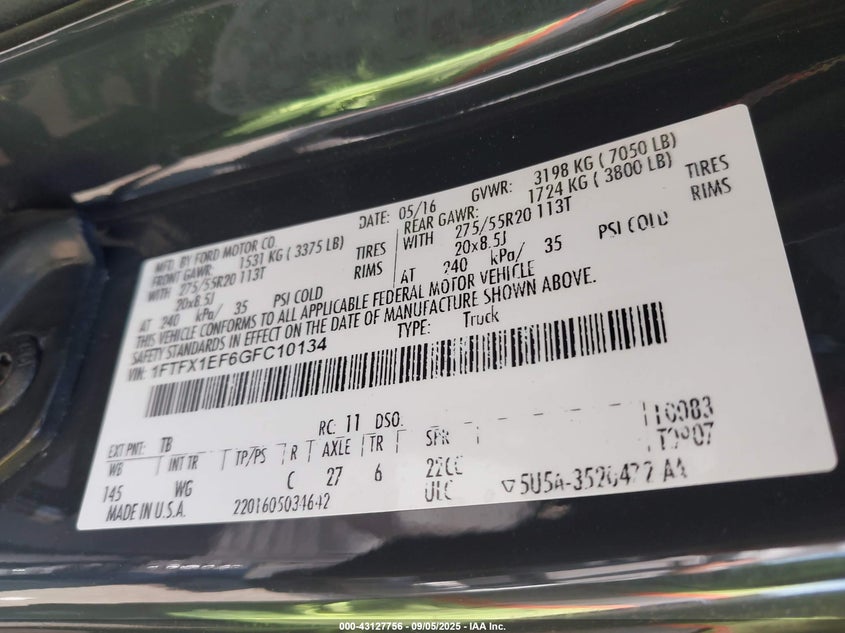 MFD. BY FORD MOTOR CO.
DATE: 05/16
GVWR: 3198 KG ( 7050 LB)
FRONT GAWR: 1531 KG ( 3375 LB)
REAR GAWR: 1724 KG ( 3800 LB)
WITH 275/55R20 113T TIRES
WITH 275/55R20 113T TIRES
20x8.5J RIMS
20x8.5J RIMS
AT 240 kPa/ 35 PSI COLD
AT 240 kPa/ 35 PSI COLD
THIS VEHICLE CONFORMS TO ALL APPLICABLE FEDERAL MOTOR VEHICLE
SAFETY STANDARDS IN EFFECT ON THE DATE OF MANUFACTURE SHOWN ABOVE.
VIN: 1FTFX1EF6GFC10134
TYPE: Truck
EXT PNT: TB
RC: 11 DSO:
WB INT TR TP/PS R AXLE TR SPR
145 WG C 27 6 22CC
MADE IN U.S.A.
2201605034642
ULC
000-43127756 - 09/05/2025 - IAA Inc.